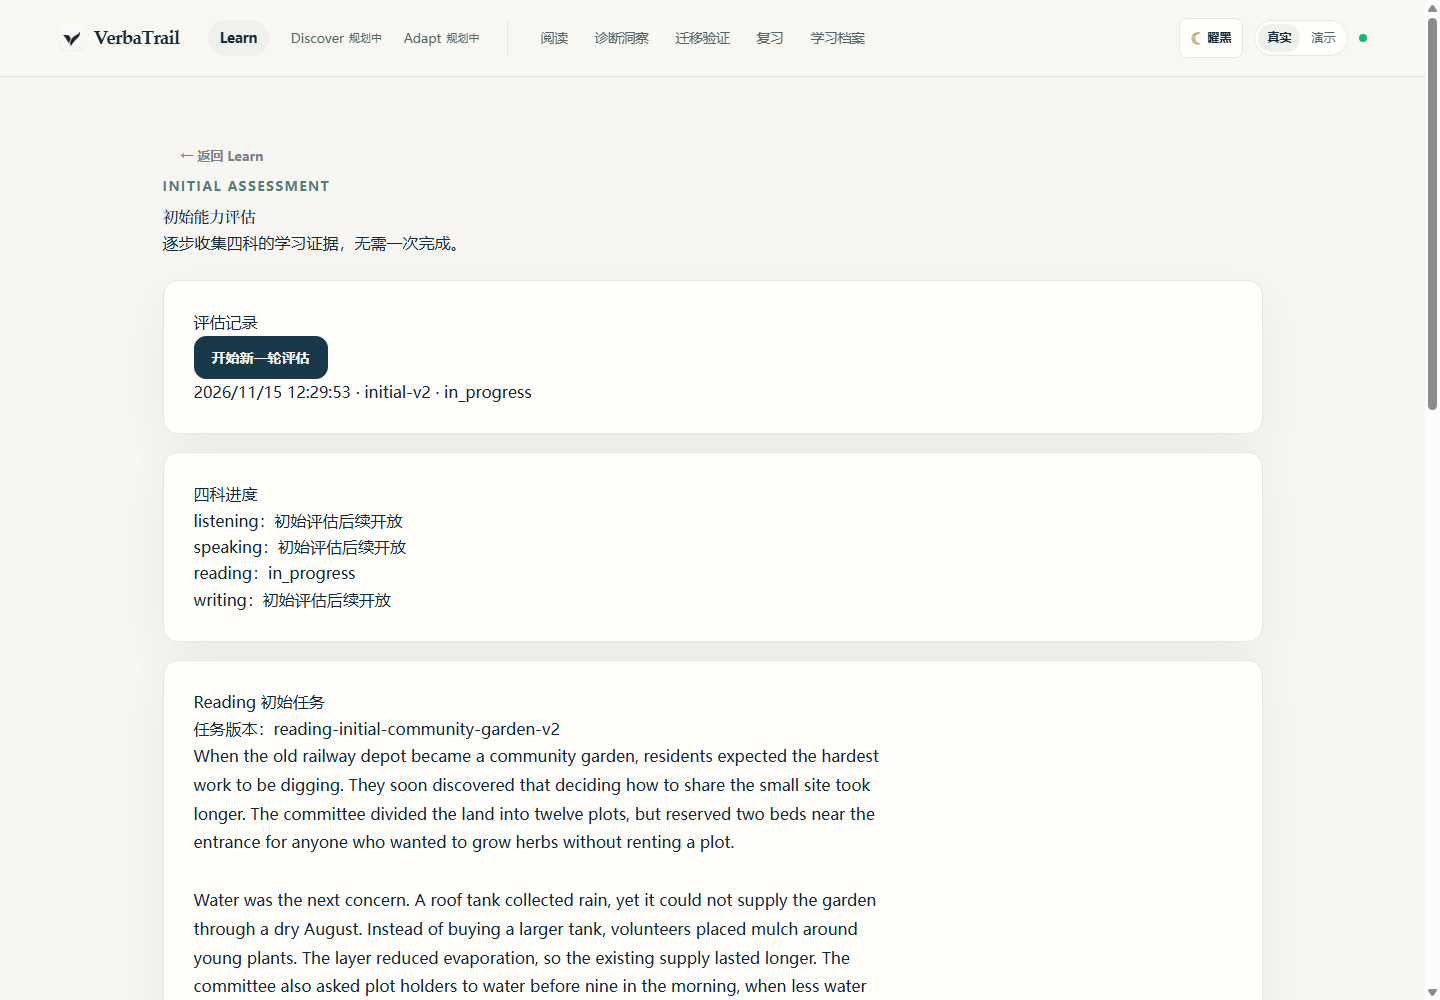 VerbaTrail
Learn
Discover 规划中
Adapt 规划中
阅读
诊断洞察
迁移验证
复习
学习档案
曜黑
真实
演示
← 返回 Learn
INITIAL ASSESSMENT
初始能力评估
逐步收集四科的学习证据，无需一次完成。
评估记录
开始新一轮评估
2026/11/15 12:29:53 · initial-v2 · in_progress
四科进度
listening：初始评估后续开放
speaking：初始评估后续开放
reading：in_progress
writing：初始评估后续开放
Reading 初始任务
任务版本：reading-initial-community-garden-v2
When the old railway depot became a community garden, residents expected the hardest
work to be digging. They soon discovered that deciding how to share the small site took
longer. The committee divided the land into twelve plots, but reserved two beds near the
entrance for anyone who wanted to grow herbs without renting a plot.
Water was the next concern. A roof tank collected rain, yet it could not supply the garden
through a dry August. Instead of buying a larger tank, volunteers placed mulch around
young plants. The layer reduced evaporation, so the existing supply lasted longer. The
committee also asked plot holders to water before nine in the morning, when less water